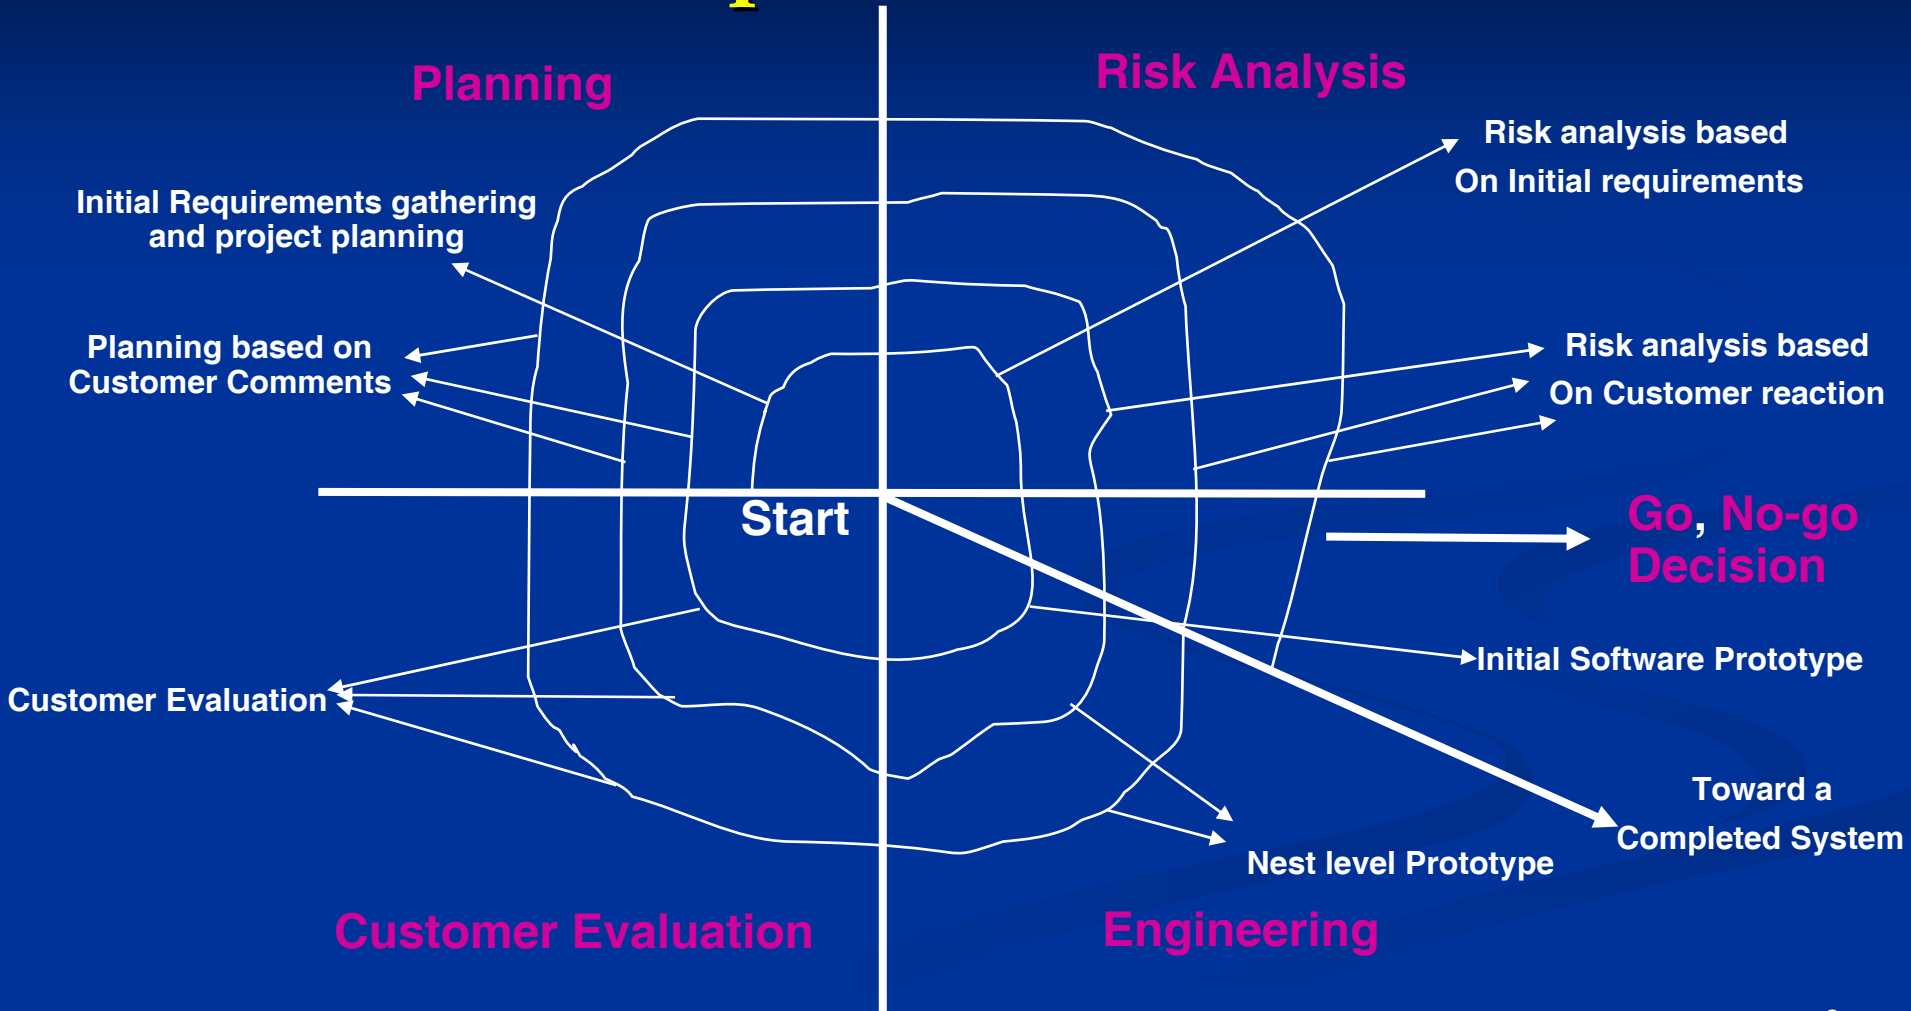 Planning
Risk Analysis
Risk analysis based
On Initial requirements
Initial Requirements gathering
and project planning
Planning based on
Customer Comments
Risk analysis based
On Customer reaction
Start
Go, No-go
Decision
Initial Software Prototype
Customer Evaluation
Toward a
Completed System
Nest level Prototype
Customer Evaluation
Engineering